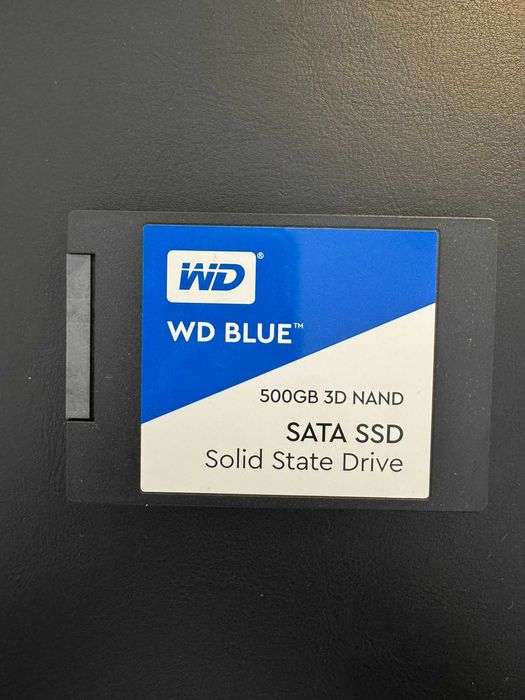 WD®
WD BLUE™
500GB 3D NAND
SATA SSD
Solid State Drive